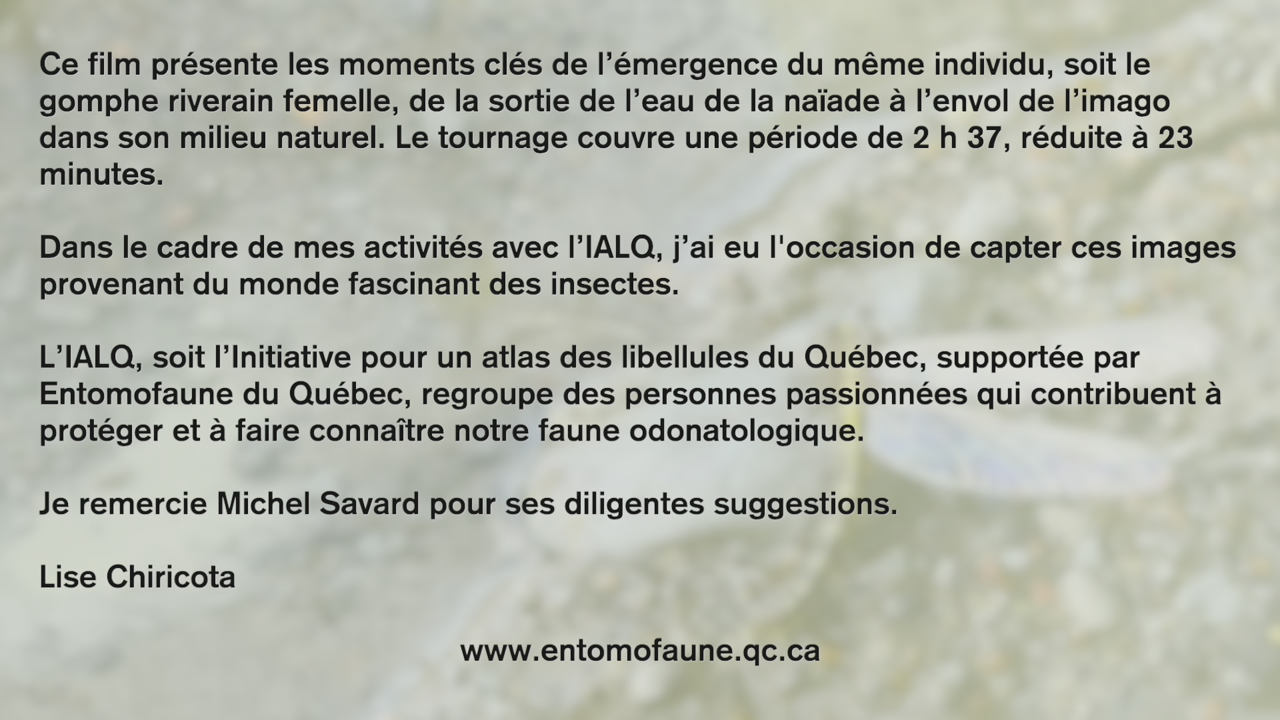 Ce film présente les moments clés de l’émergence du même individu, soit le
gomphe riverain femelle, de la sortie de l’eau de la naïade à l’envol de l’imago
dans son milieu naturel. Le tournage couvre une période de 2 h 37, réduite à 23
minutes.
Dans le cadre de mes activités avec l’IALQ, j’ai eu l'occasion de capter ces images
provenant du monde fascinant des insectes.
L’IALQ, soit l’Initiative pour un atlas des libellules du Québec, supportée par
Entomofaune du Québec, regroupe des personnes passionnées qui contribuent à
protéger et à faire connaître notre faune odonatologique.
Je remercie Michel Savard pour ses diligentes suggestions.
Lise Chiricota
www.entomofaune.qc.ca